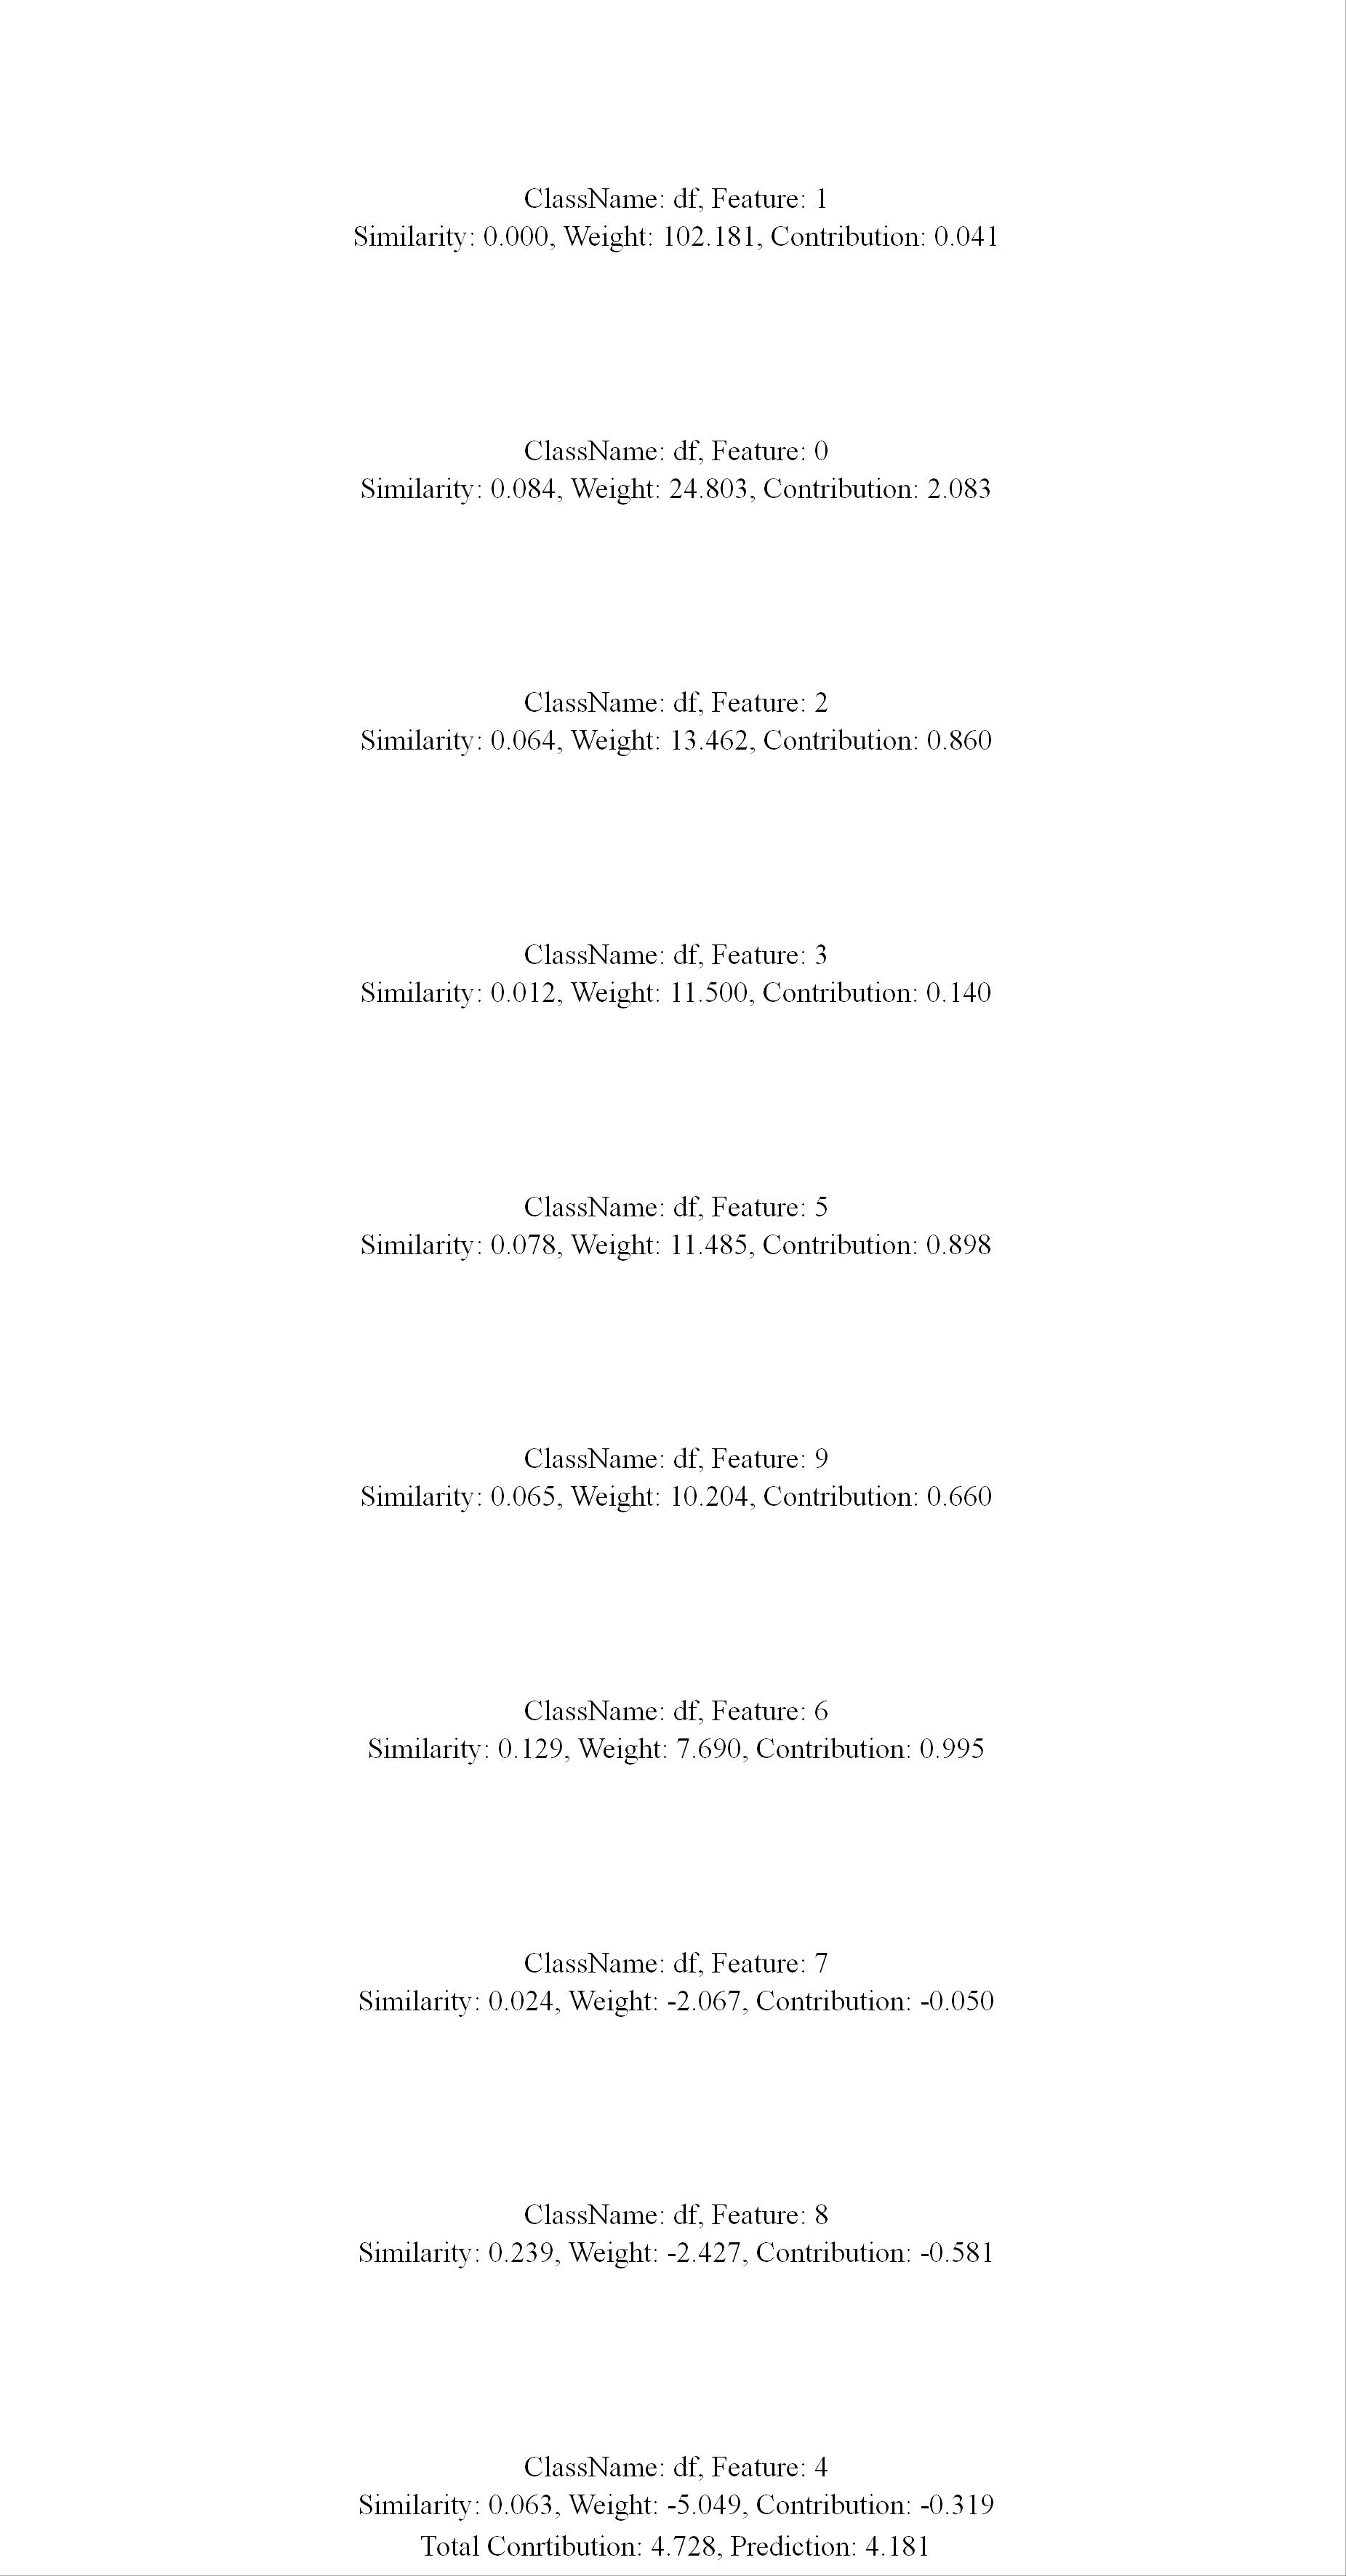 ClassName: df, Feature: 1
Similarity: 0.000, Weight: 102.181, Contribution: 0.041
ClassName: df, Feature: 0
Similarity: 0.084, Weight: 24.803, Contribution: 2.083
ClassName: df, Feature: 2
Similarity: 0.064, Weight: 13.462, Contribution: 0.860
ClassName: df, Feature: 3
Similarity: 0.012, Weight: 11.500, Contribution: 0.140
ClassName: df, Feature: 5
Similarity: 0.078, Weight: 11.485, Contribution: 0.898
ClassName: df, Feature: 9
Similarity: 0.065, Weight: 10.204, Contribution: 0.660
ClassName: df, Feature: 6
Similarity: 0.129, Weight: 7.690, Contribution: 0.995
ClassName: df, Feature: 7
Similarity: 0.024, Weight: -2.067, Contribution: -0.050
ClassName: df, Feature: 8
Similarity: 0.239, Weight: -2.427, Contribution: -0.581
ClassName: df, Feature: 4
Similarity: 0.063, Weight: -5.049, Contribution: -0.319
Total Conrtibution: 4.728, Prediction: 4.181